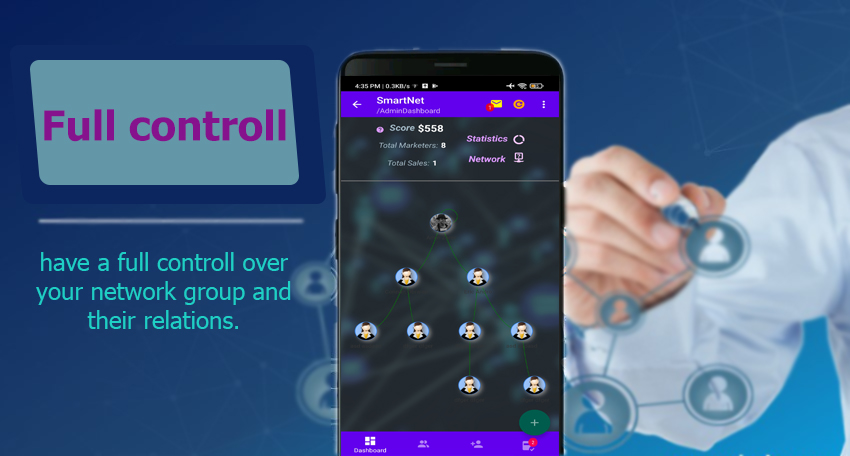 Full controll
have a full controll over
your network group and
their relations.
4:35 PM | 0.3KB/s
SmartNet
/AdminDashboard
Score $558
Total Marketers: 8
Total Sales: 1
Statistics
Network
Dashboard
2